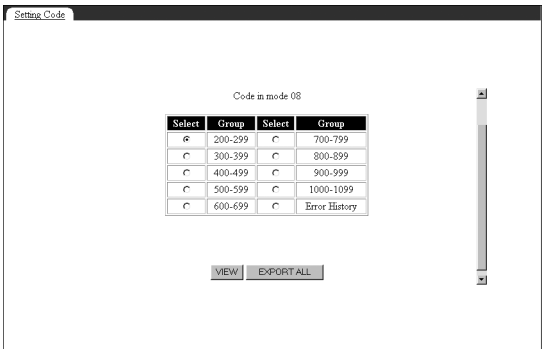 Setting Code
Code in mode 08
Select Group Select Group
200-299 700-799
300-399 800-899
400-499 900-999
500-599 1000-1099
600-699 Error History
VIEW EXPORT ALL